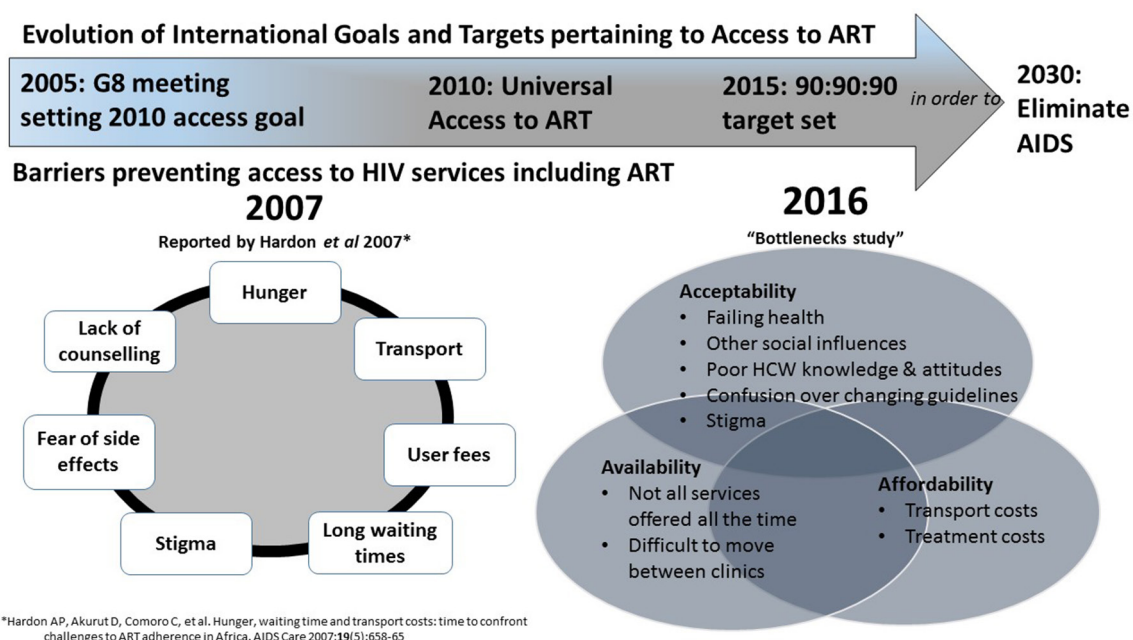 Evolution of International Goals and Targets pertaining to Access to ART
2005: G8 meeting
setting 2010 access goal
2010: Universal
Access to ART
2015: 90:90:90
target set
in order to
2030:
Eliminate
AIDS
Barriers preventing access to HIV services including ART
2007
Reported by Hardon et al 2007*
Hunger
Transport
User fees
Long waiting
times
Stigma
Fear of side
effects
Lack of
counselling
2016
“Bottlenecks study”
Acceptability
• Failing health
• Other social influences
• Poor HCW knowledge & attitudes
• Confusion over changing guidelines
• Stigma
Availability
• Not all services
offered all the time
• Difficult to move
between clinics
Affordability
• Transport costs
• Treatment costs
*Hardon AP, Akurut D, Comoro C, et al. Hunger, waiting time and transport costs: time to confront
challenges to ART adherence in Africa. AIDS Care 2007;19(5):658-65